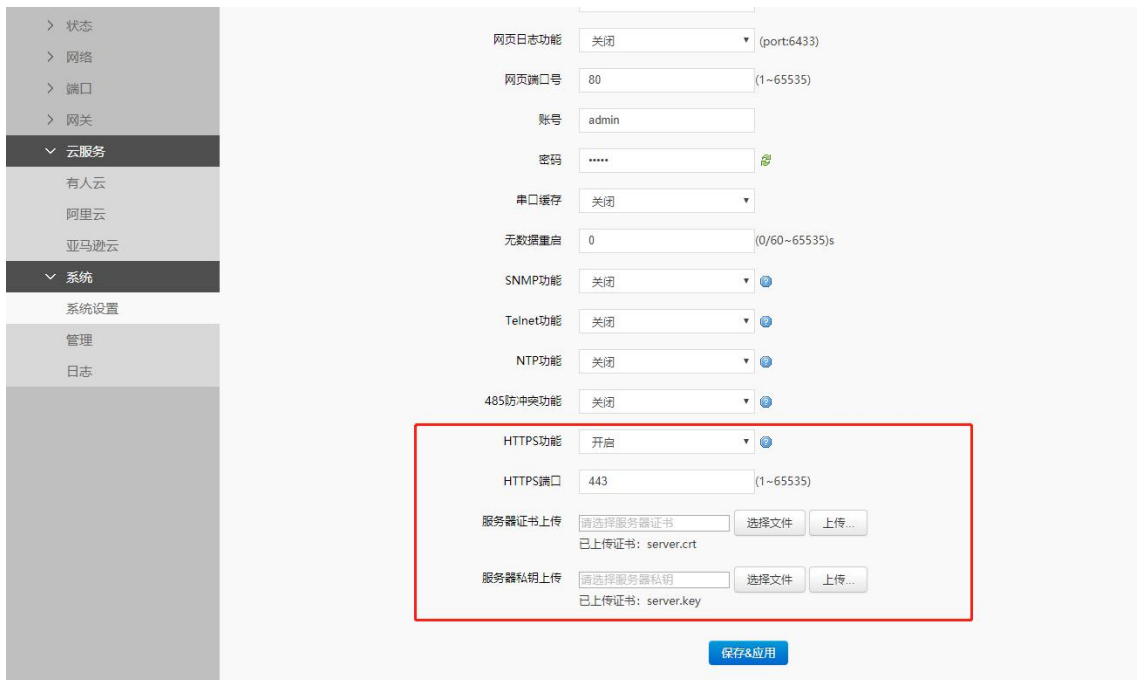 状态
网络
端口
网关
云服务
有人云
阿里云
亚马逊云
系统
系统设置
管理
日志
网页日志功能 关闭 (port:6433)
网页端口号 80 (1~65535)
账号 admin
密码 •••••
串口缓存 关闭
无数据重启 0 (0/60~65535)s
SNMP功能 关闭
Telnet功能 关闭
NTP功能 关闭
485防冲突功能 关闭
HTTPS功能 开启
HTTPS端口 443 (1~65535)
服务器证书上传 请选择服务器证书 选择文件 上传...
已上传证书：server.crt
服务器私钥上传 请选择服务器私钥 选择文件 上传...
已上传证书：server.key
保存&应用